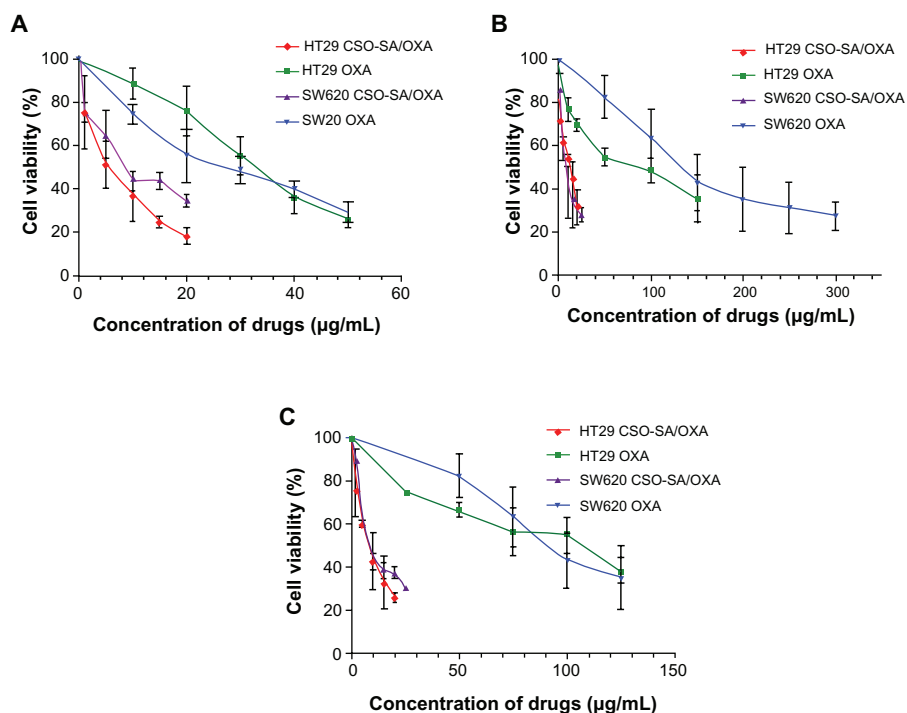 A
HT29 CSO-SA/OXA
HT29 OXA
SW620 CSO-SA/OXA
SW20 OXA
Cell viability (%)
100
80
60
40
20
0
0 20 40 60
Concentration of drugs (µg/mL)
B
HT29 CSO-SA/OXA
HT29 OXA
SW620 CSO-SA/OXA
SW620 OXA
Cell viability (%)
100
80
60
40
20
0
0 100 200 300
Concentration of drugs (µg/mL)
C
HT29 CSO-SA/OXA
HT29 OXA
SW620 CSO-SA/OXA
SW620 OXA
Cell viability (%)
100
80
60
40
20
0
0 50 100 150
Concentration of drugs (µg/mL)